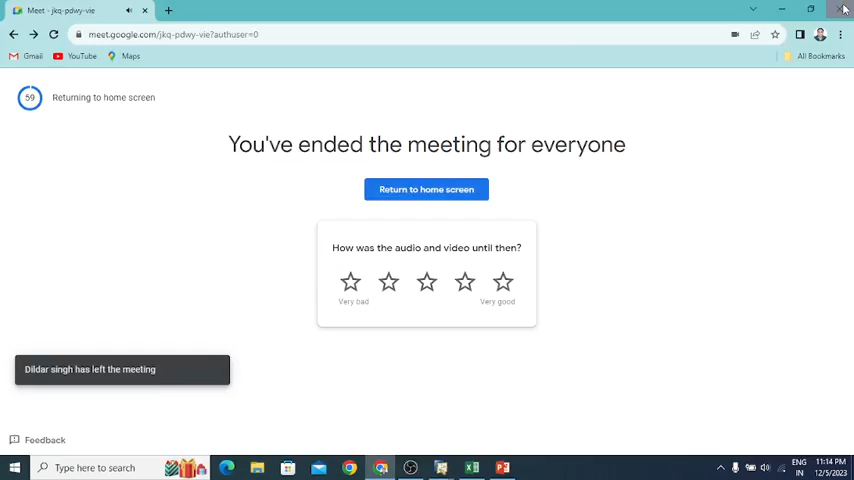 Meet - jkq-pdwy-vie
meet.google.com/jkq-pdwy-vie?authuser=0
Gmail YouTube Maps All Bookmarks
59 Returning to home screen
You've ended the meeting for everyone
Return to home screen
How was the audio and video until then?
Very bad Very good
Dildar singh has left the meeting
Feedback
Type here to search
ENG 11:14 PM
IN 12/5/2023